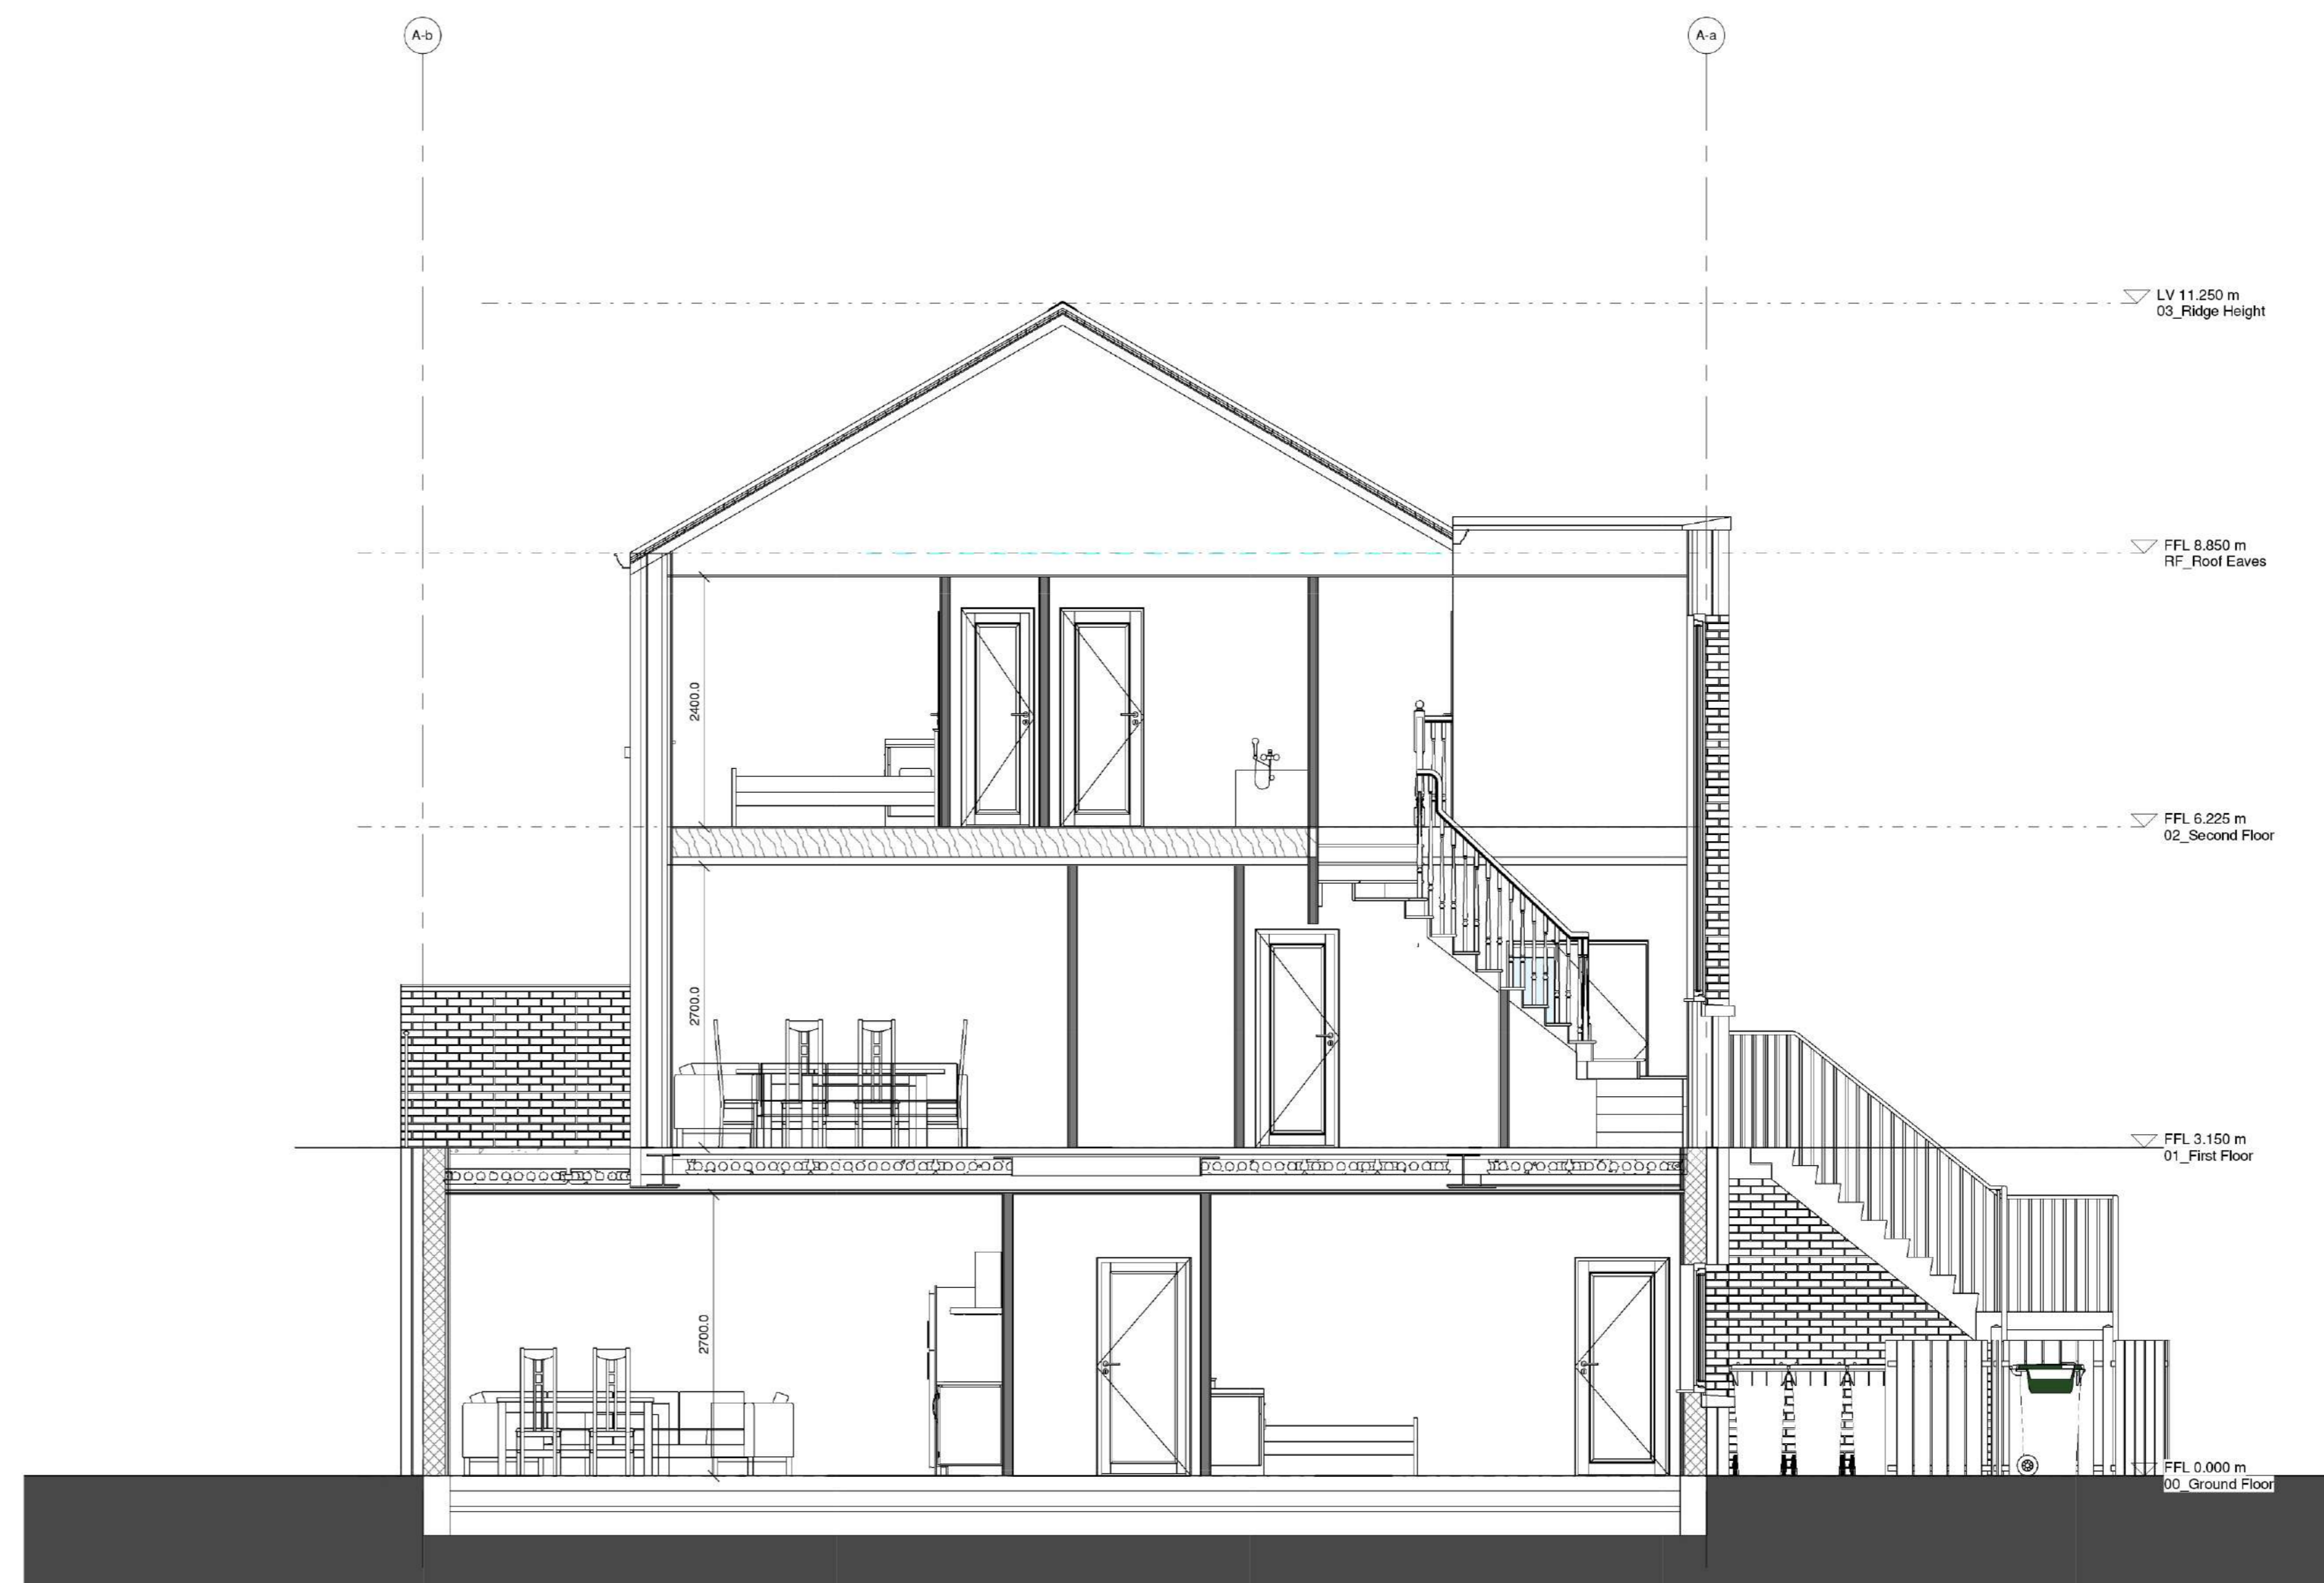 A-b
A-a
LV 11.250 m
03_Ridge Height
FFL 8.850 m
RF_Roof Eaves
2400.0
FFL 6.225 m
02_Second Floor
2700.0
FFL 3.150 m
01_First Floor
2700.0
FFL 0.000 m
00_Ground Floor